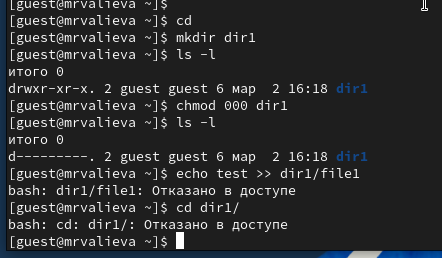 [guest@mrvalieva ~]$
[guest@mrvalieva ~]$ cd
[guest@mrvalieva ~]$ mkdir dir1
[guest@mrvalieva ~]$ ls -l
итого 0
drwxr-xr-x. 2 guest guest 6 мар  2 16:18 dir1
[guest@mrvalieva ~]$ chmod 000 dir1
[guest@mrvalieva ~]$ ls -l
итого 0
d---------. 2 guest guest 6 мар  2 16:18 dir1
[guest@mrvalieva ~]$ echo test >> dir1/file1
bash: dir1/file1: Отказано в доступе
[guest@mrvalieva ~]$ cd dir1/
bash: cd: dir1/: Отказано в доступе
[guest@mrvalieva ~]$